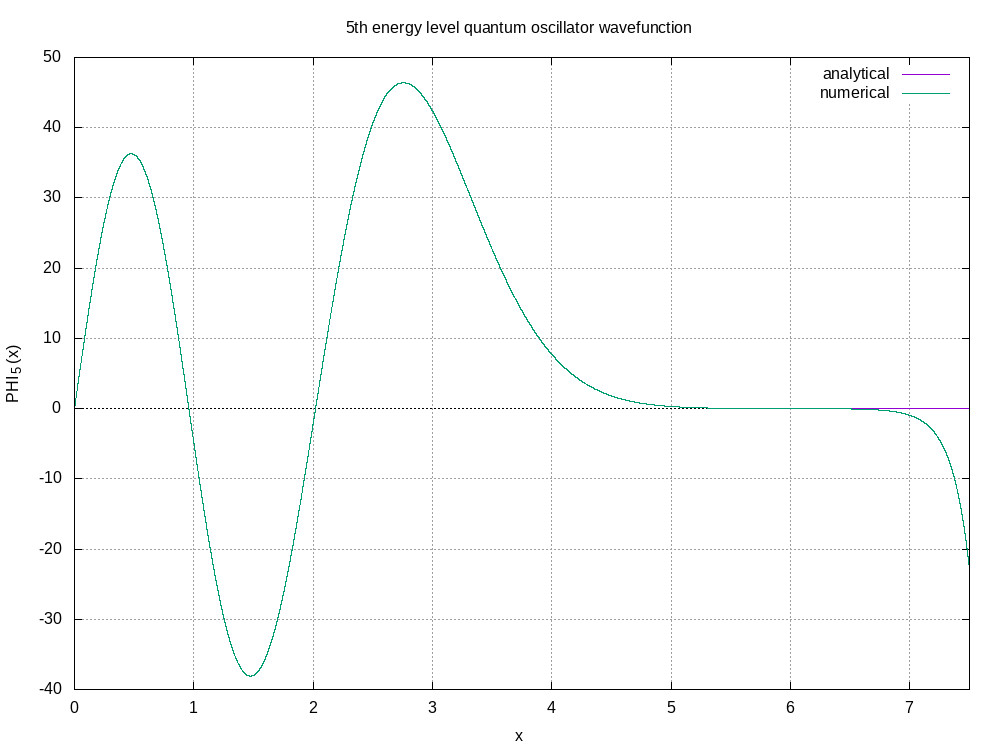 5th energy level quantum oscillator wavefunction
analytical
numerical
50
40
30
20
10
0
-10
-20
-30
-40
PHI5(x)
0 1 2 3 4 5 6 7
x